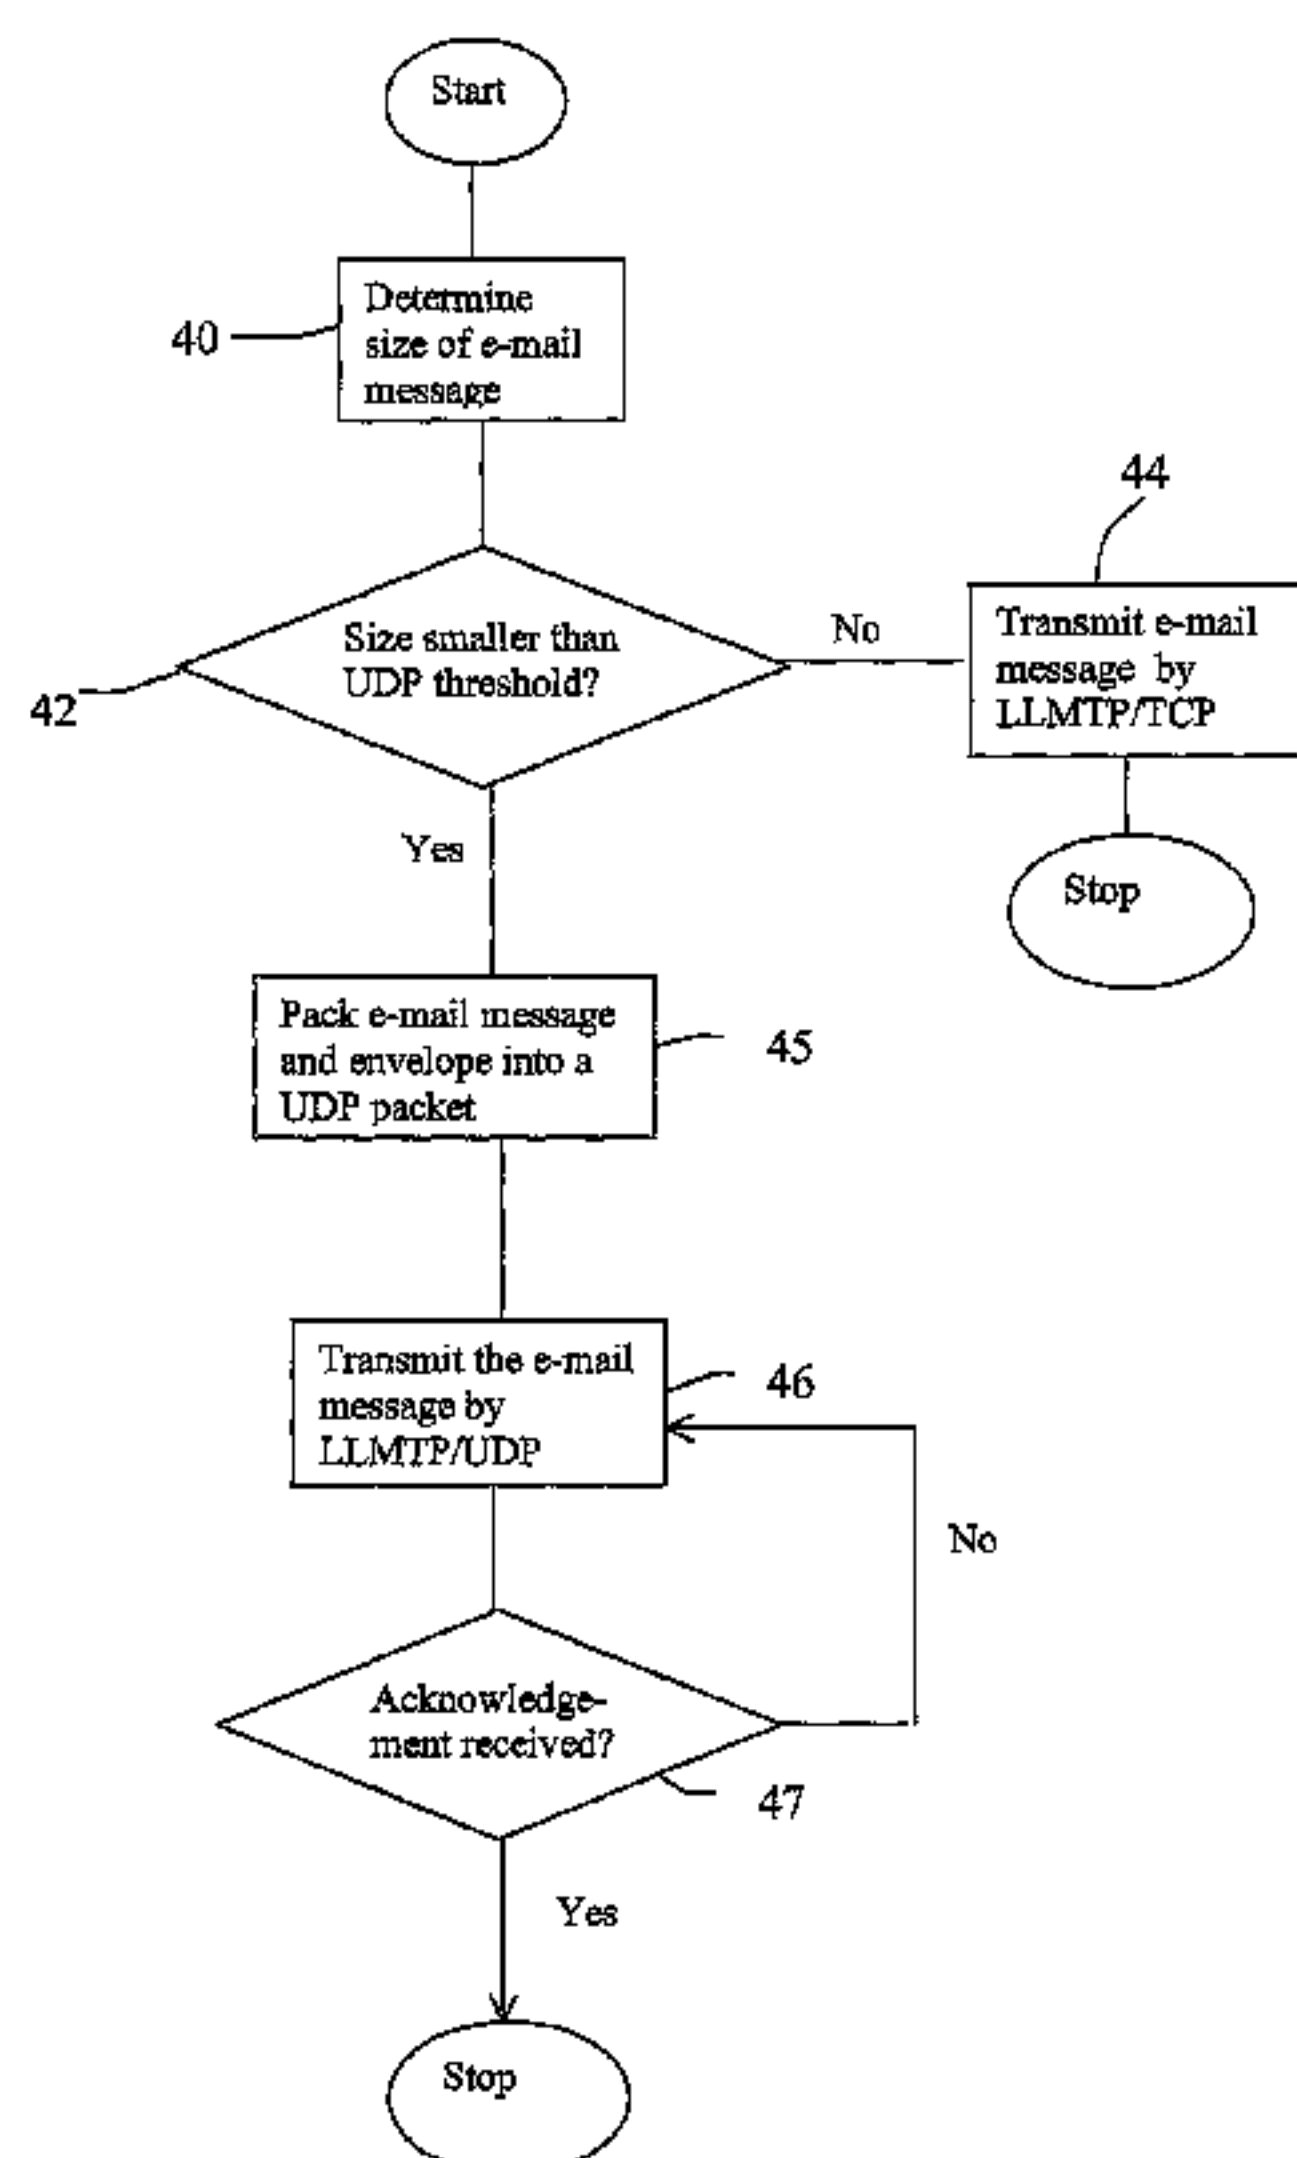 Start
40
Determine
size of e-mail
message
44
Size smaller than
UDP threshold?
42
No
Transmit e-mail
message by
LLMTP/TCP
Yes
Stop
Pack e-mail message
and envelope into a
UDP packet
45
Transmit the e-mail
message by
LLMTP/UDP
46
No
Acknowledge-
ment received?
47
Yes
Stop